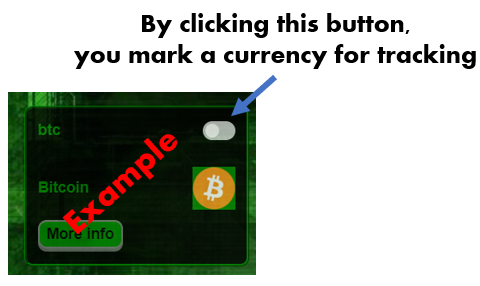 By clicking this button,
you mark a currency for tracking
btc
Example
Bitcoin
More info